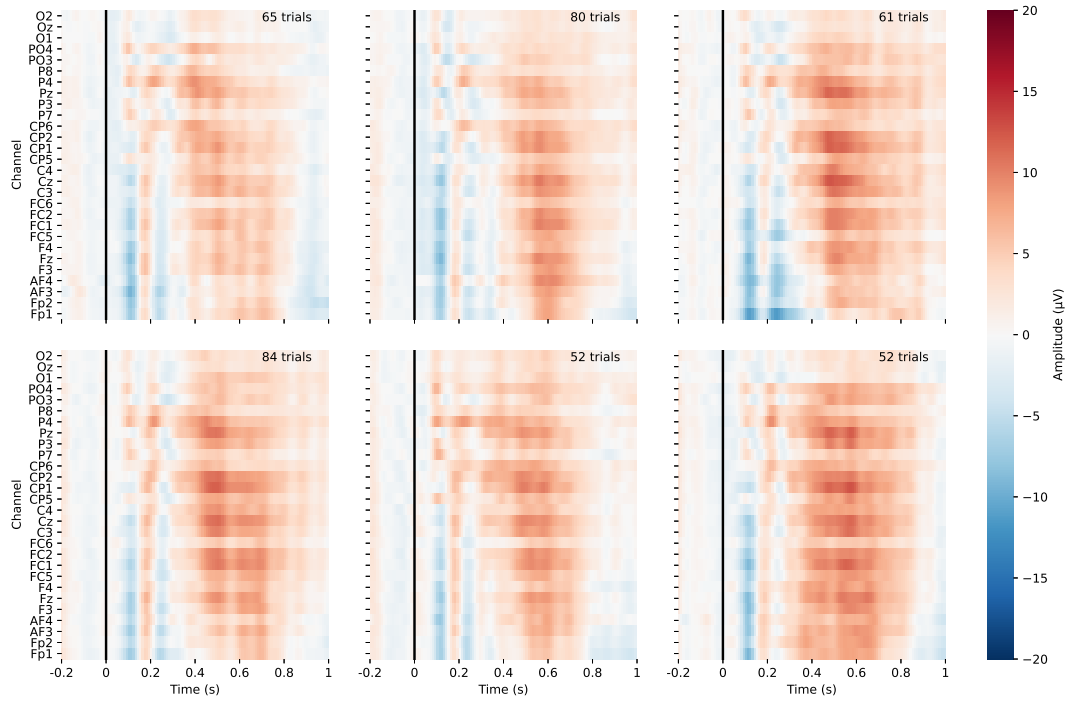 65 trials
80 trials
61 trials
O2
Oz
O1
PO4
PO3
P8
P4
Pz
P3
P7
CP6
CP2
CP1
CP5
C4
Cz
C3
FC6
FC2
FC1
FC5
F4
Fz
F3
AF4
AF3
Fp2
Fp1
Channel
84 trials
52 trials
52 trials
O2
Oz
O1
PO4
PO3
P8
P4
Pz
P3
P7
CP6
CP2
CP1
CP5
C4
Cz
C3
FC6
FC2
FC1
FC5
F4
Fz
F3
AF4
AF3
Fp2
Fp1
Channel
-0.2 0 0.2 0.4 0.6 0.8 1
Time (s)
-0.2 0 0.2 0.4 0.6 0.8 1
Time (s)
-0.2 0 0.2 0.4 0.6 0.8 1
Time (s)
20
15
10
5
0
−5
−10
−15
−20
Amplitude (µV)